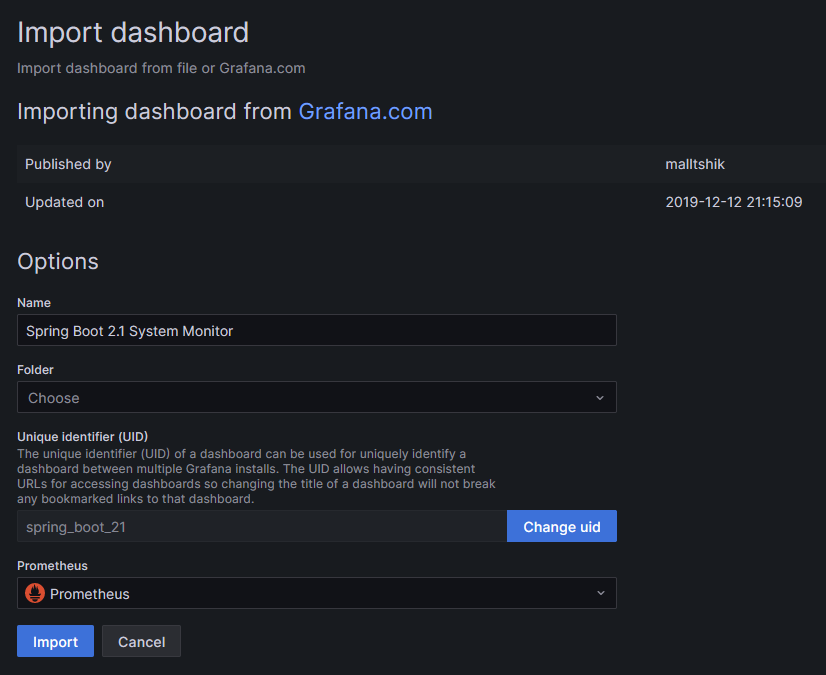 Import dashboard
Import dashboard from file or Grafana.com
Importing dashboard from Grafana.com
Published by malltshik
Updated on 2019-12-12 21:15:09
Options
Name
Spring Boot 2.1 System Monitor
Folder
Choose
Unique identifier (UID)
The unique identifier (UID) of a dashboard can be used for uniquely identify a
dashboard between multiple Grafana installs. The UID allows having consistent
URLs for accessing dashboards so changing the title of a dashboard will not break
any bookmarked links to that dashboard.
spring_boot_21 Change uid
Prometheus
Prometheus
Import Cancel